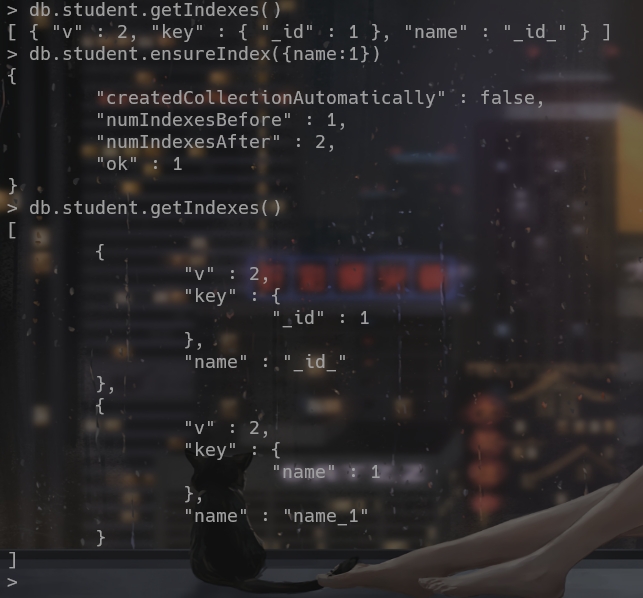 > db.student.getIndexes()
[ { "v" : 2, "key" : { "_id" : 1 }, "name" : "_id_" } ]
> db.student.ensureIndex({name:1})
{
        "createdCollectionAutomatically" : false,
        "numIndexesBefore" : 1,
        "numIndexesAfter" : 2,
        "ok" : 1
}
> db.student.getIndexes()
[
        {
                "v" : 2,
                "key" : {
                        "_id" : 1
                },
                "name" : "_id_"
        },
        {
                "v" : 2,
                "key" : {
                        "name" : 1
                },
                "name" : "name_1"
        }
]
>